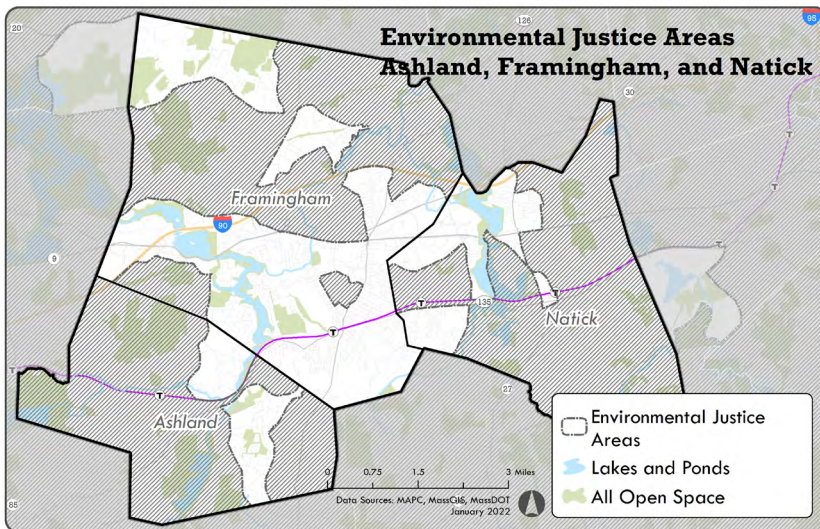 Environmental Justice Areas
Ashland, Framingham, and Natick
20
126
95
30
Framingham
90
9
135
Natick
27
Ashland
85
T
T
T
T
T
T
T
T
0 0.75 1.5 3 Miles
Data Sources: MAPC, MassGIS, MassDOT
January 2022
Environmental Justice
Areas
Lakes and Ponds
All Open Space